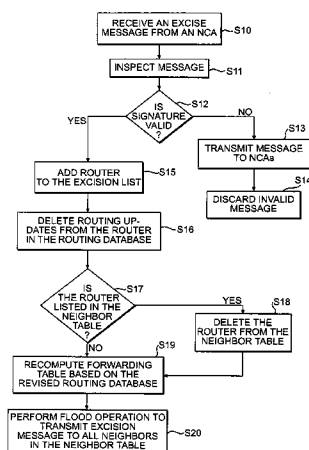 RECEIVE AN EXCISE
MESSAGE FROM AN NCA
S10
INSPECT MESSAGE
S11
IS
SIGNATURE
VALID
?
S12
YES
NO
TRANSMIT MESSAGE
TO NCAs
S13
DISCARD INVALID
MESSAGE
S14
ADD ROUTER
TO THE EXCISION LIST
S15
DELETE ROUTING UP-
DATES FROM THE ROUTER
IN THE ROUTING DATABASE
S16
IS
THE ROUTER
LISTED IN THE
NEIGHBOR
TABLE
?
S17
YES
NO
DELETE THE
ROUTER FROM THE
NEIGHBOR TABLE
S18
RECOMPUTE FORWARDING
TABLE BASED ON THE
REVISED ROUTING DATABASE
S19
PERFORM FLOOD OPERATION TO
TRANSMIT EXCISION
MESSAGE TO ALL NEIGHBORS
IN THE NEIGHBOR TABLE
S20